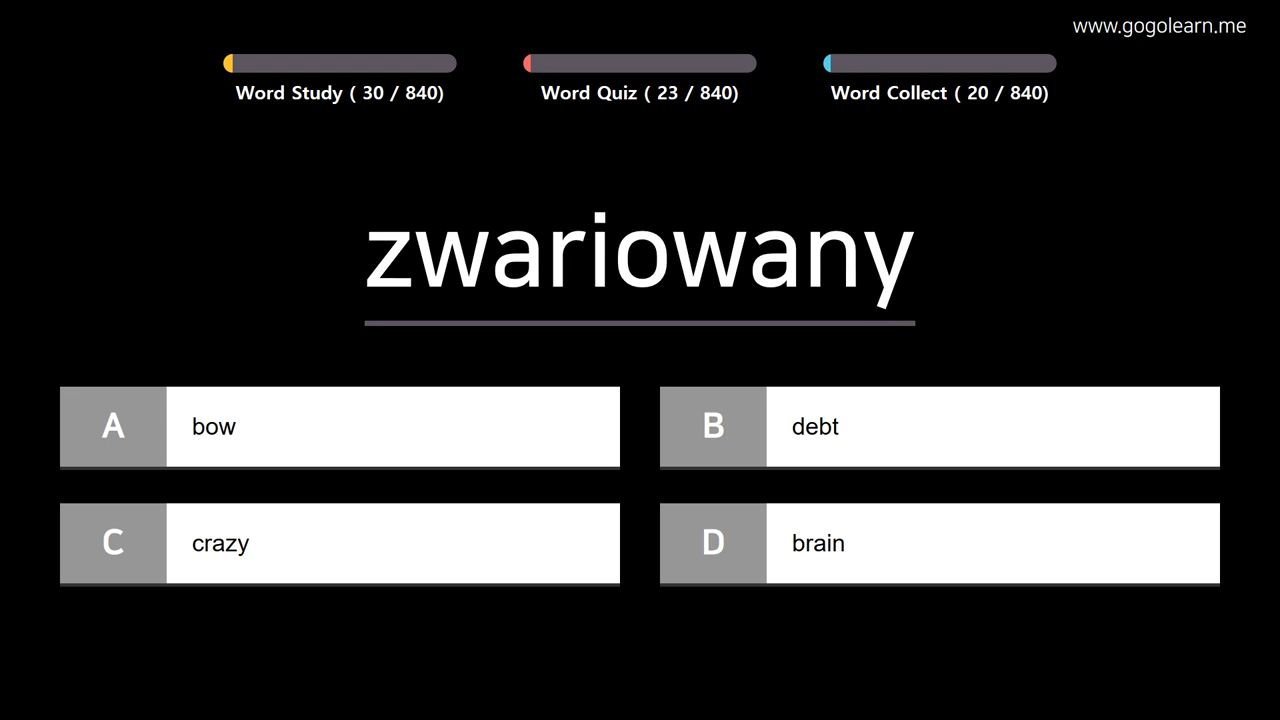 www.gogolearn.me
Word Study ( 30 / 840)
Word Quiz ( 23 / 840)
Word Collect ( 20 / 840)
zwariowany
A bow
B debt
C crazy
D brain